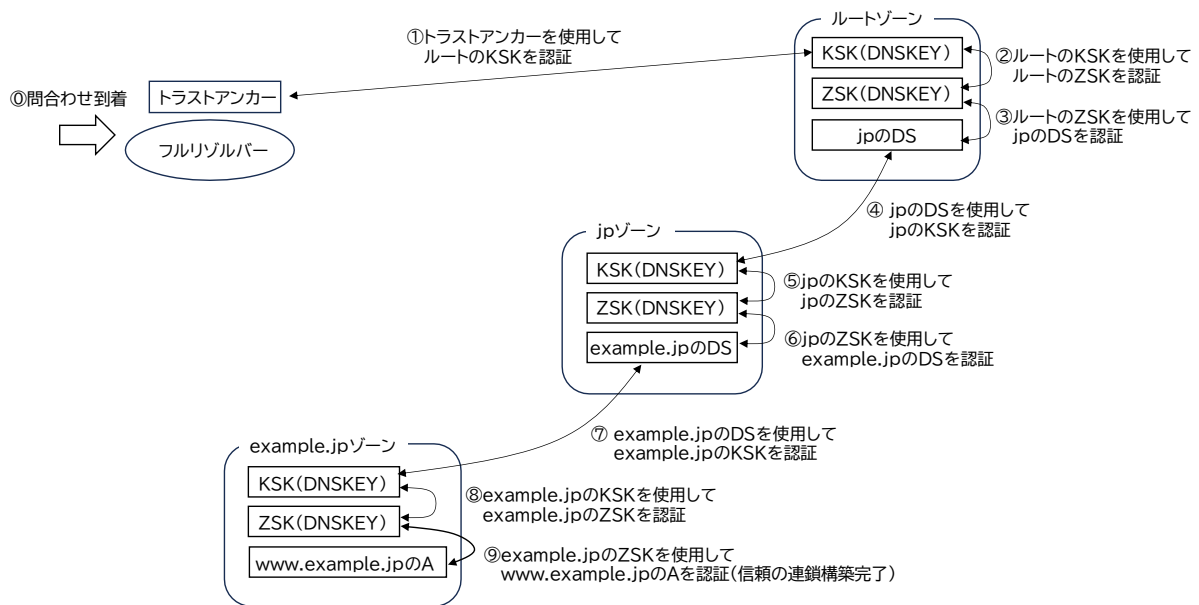 ルートゾーン
①トラストアンカーを使用して
ルートのKSKを認証
KSK(DNSKEY)
②ルートのKSKを使用して
ルートのZSKを認証
⓪問合わせ到着
トラストアンカー
ZSK(DNSKEY)
③ルートのZSKを使用して
jpのDSを認証
フルリゾルバー
jpのDS
④ jpのDSを使用して
jpのKSKを認証
jpゾーン
KSK(DNSKEY)
⑤jpのKSKを使用して
jpのZSKを認証
ZSK(DNSKEY)
⑥jpのZSKを使用して
example.jpのDSを認証
example.jpのDS
⑦ example.jpのDSを使用して
example.jpのKSKを認証
example.jpゾーン
KSK(DNSKEY)
⑧example.jpのKSKを使用して
example.jpのZSKを認証
ZSK(DNSKEY)
⑨example.jpのZSKを使用して
www.example.jpのAを認証(信頼の連鎖構築完了)
www.example.jpのA